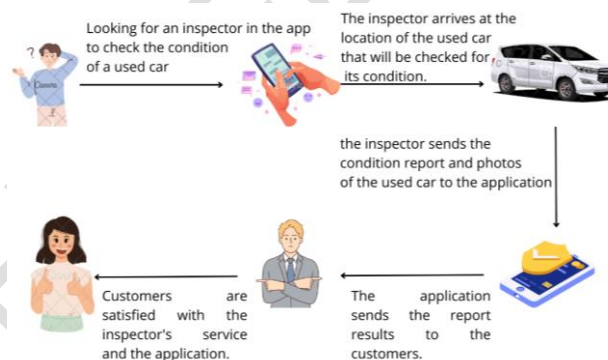 Looking for an inspector in the app
to check the condition
of a used car
The inspector arrives at the
location of the used car
that will be checked for
its condition.
the inspector sends the
condition report and photos
of the used car to the application
The application
sends the report
results to the
customers.
Customers are
satisfied with the
inspector's service
and the application.